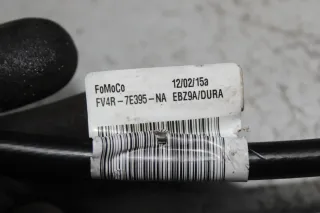 FoMoCo 12/02/15a
FV4R-7E395-NA EBZ9A/DURA